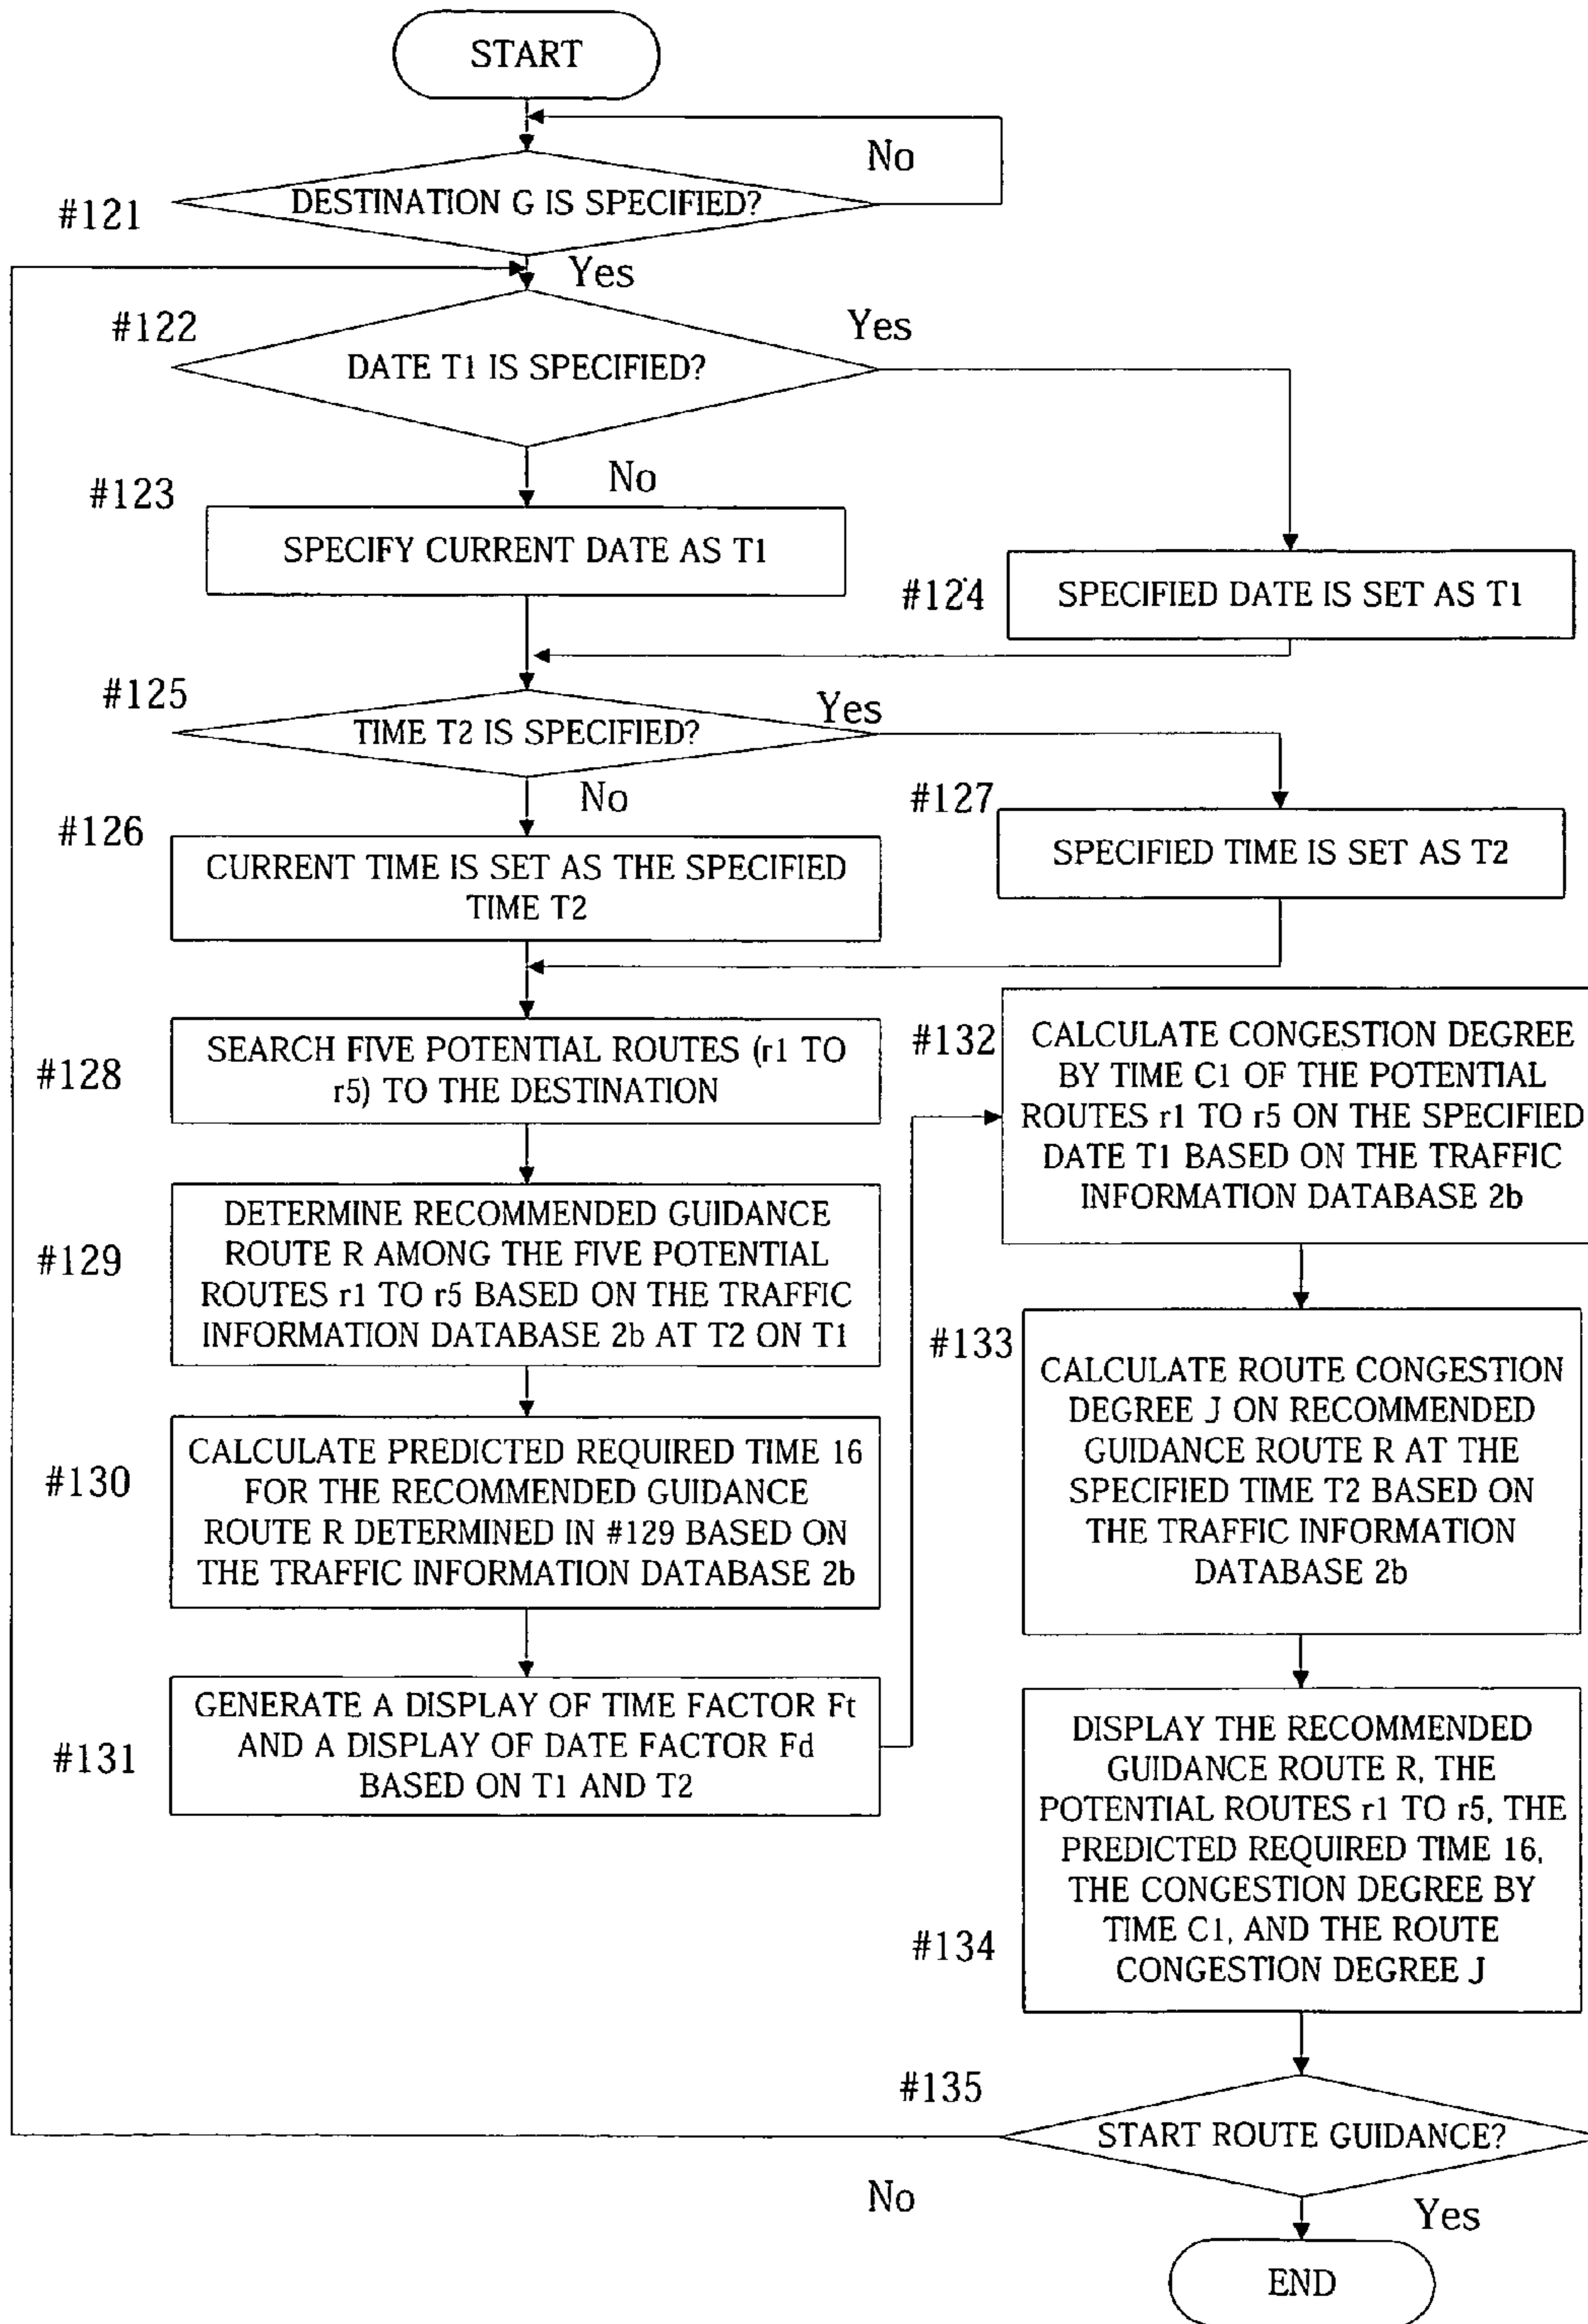 START
No
#121
DESTINATION G IS SPECIFIED?
Yes
#122
Yes
DATE T1 IS SPECIFIED?
No
#123
SPECIFY CURRENT DATE AS T1
#124
SPECIFIED DATE IS SET AS T1
#125
Yes
TIME T2 IS SPECIFIED?
No
#127
#126
SPECIFIED TIME IS SET AS T2
CURRENT TIME IS SET AS THE SPECIFIED
TIME T2
#128
SEARCH FIVE POTENTIAL ROUTES (r1 TO
r5) TO THE DESTINATION
#129
DETERMINE RECOMMENDED GUIDANCE
ROUTE R AMONG THE FIVE POTENTIAL
ROUTES r1 TO r5 BASED ON THE TRAFFIC
INFORMATION DATABASE 2b AT T2 ON T1
#130
CALCULATE PREDICTED REQUIRED TIME 16
FOR THE RECOMMENDED GUIDANCE
ROUTE R DETERMINED IN #129 BASED ON
THE TRAFFIC INFORMATION DATABASE 2b
#131
GENERATE A DISPLAY OF TIME FACTOR Ft
AND A DISPLAY OF DATE FACTOR Fd
BASED ON T1 AND T2
#132
CALCULATE CONGESTION DEGREE
BY TIME C1 OF THE POTENTIAL
ROUTES r1 TO r5 ON THE SPECIFIED
DATE T1 BASED ON THE TRAFFIC
INFORMATION DATABASE 2b
#133
CALCULATE ROUTE CONGESTION
DEGREE J ON RECOMMENDED
GUIDANCE ROUTE R AT THE
SPECIFIED TIME T2 BASED ON
THE TRAFFIC INFORMATION
DATABASE 2b
#134
DISPLAY THE RECOMMENDED
GUIDANCE ROUTE R, THE
POTENTIAL ROUTES r1 TO r5, THE
PREDICTED REQUIRED TIME 16,
THE CONGESTION DEGREE BY
TIME C1, AND THE ROUTE
CONGESTION DEGREE J
#135
START ROUTE GUIDANCE?
No
Yes
END